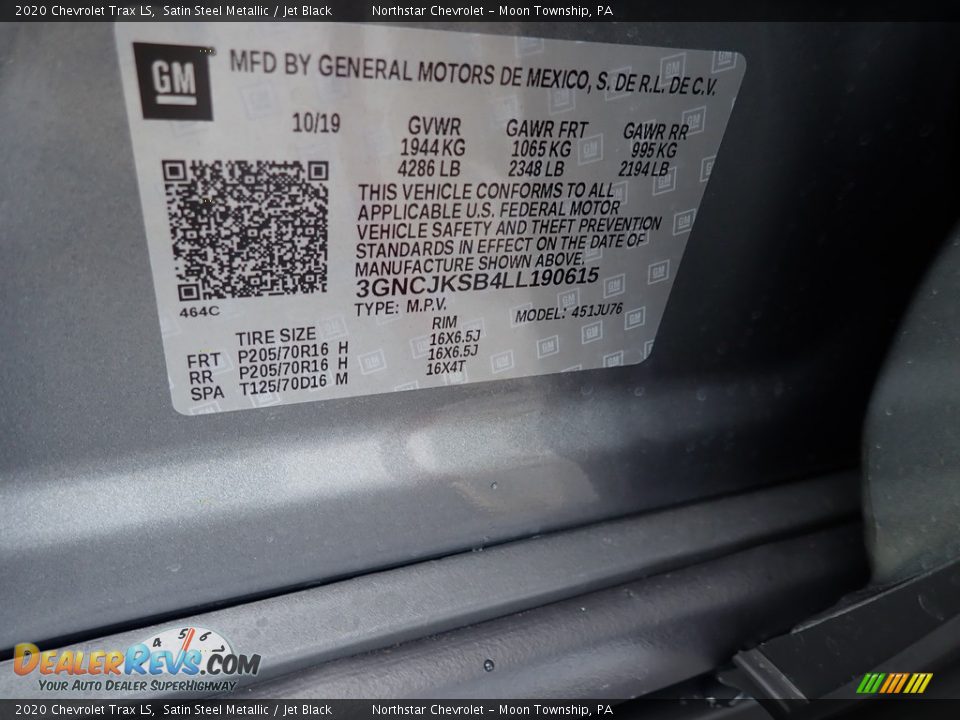 2020 Chevrolet Trax LS, Satin Steel Metallic / Jet Black Northstar Chevrolet - Moon Township, PA
GM
MFD BY GENERAL MOTORS DE MEXICO, S. DE R.L. DE C.V.
10/19 GVWR GAWR FRT GAWR RR
1944 KG 1065 KG 995 KG
4286 LB 2348 LB 2194 LB
THIS VEHICLE CONFORMS TO ALL
APPLICABLE U.S. FEDERAL MOTOR
VEHICLE SAFETY AND THEFT PREVENTION
STANDARDS IN EFFECT ON THE DATE OF
MANUFACTURE SHOWN ABOVE.
3GNCJKSB4LL190615
464C
TYPE: M.P.V. MODEL: 451JU76
TIRE SIZE RIM
FRT P205/70R16 H 16X6.5J
RR P205/70R16 H 16X6.5J
SPA T125/70D16 M 16X4T
4 5 6
DEALERREVS.COM
YOUR AUTO DEALER SUPERHIGHWAY
2020 Chevrolet Trax LS, Satin Steel Metallic / Jet Black Northstar Chevrolet - Moon Township, PA